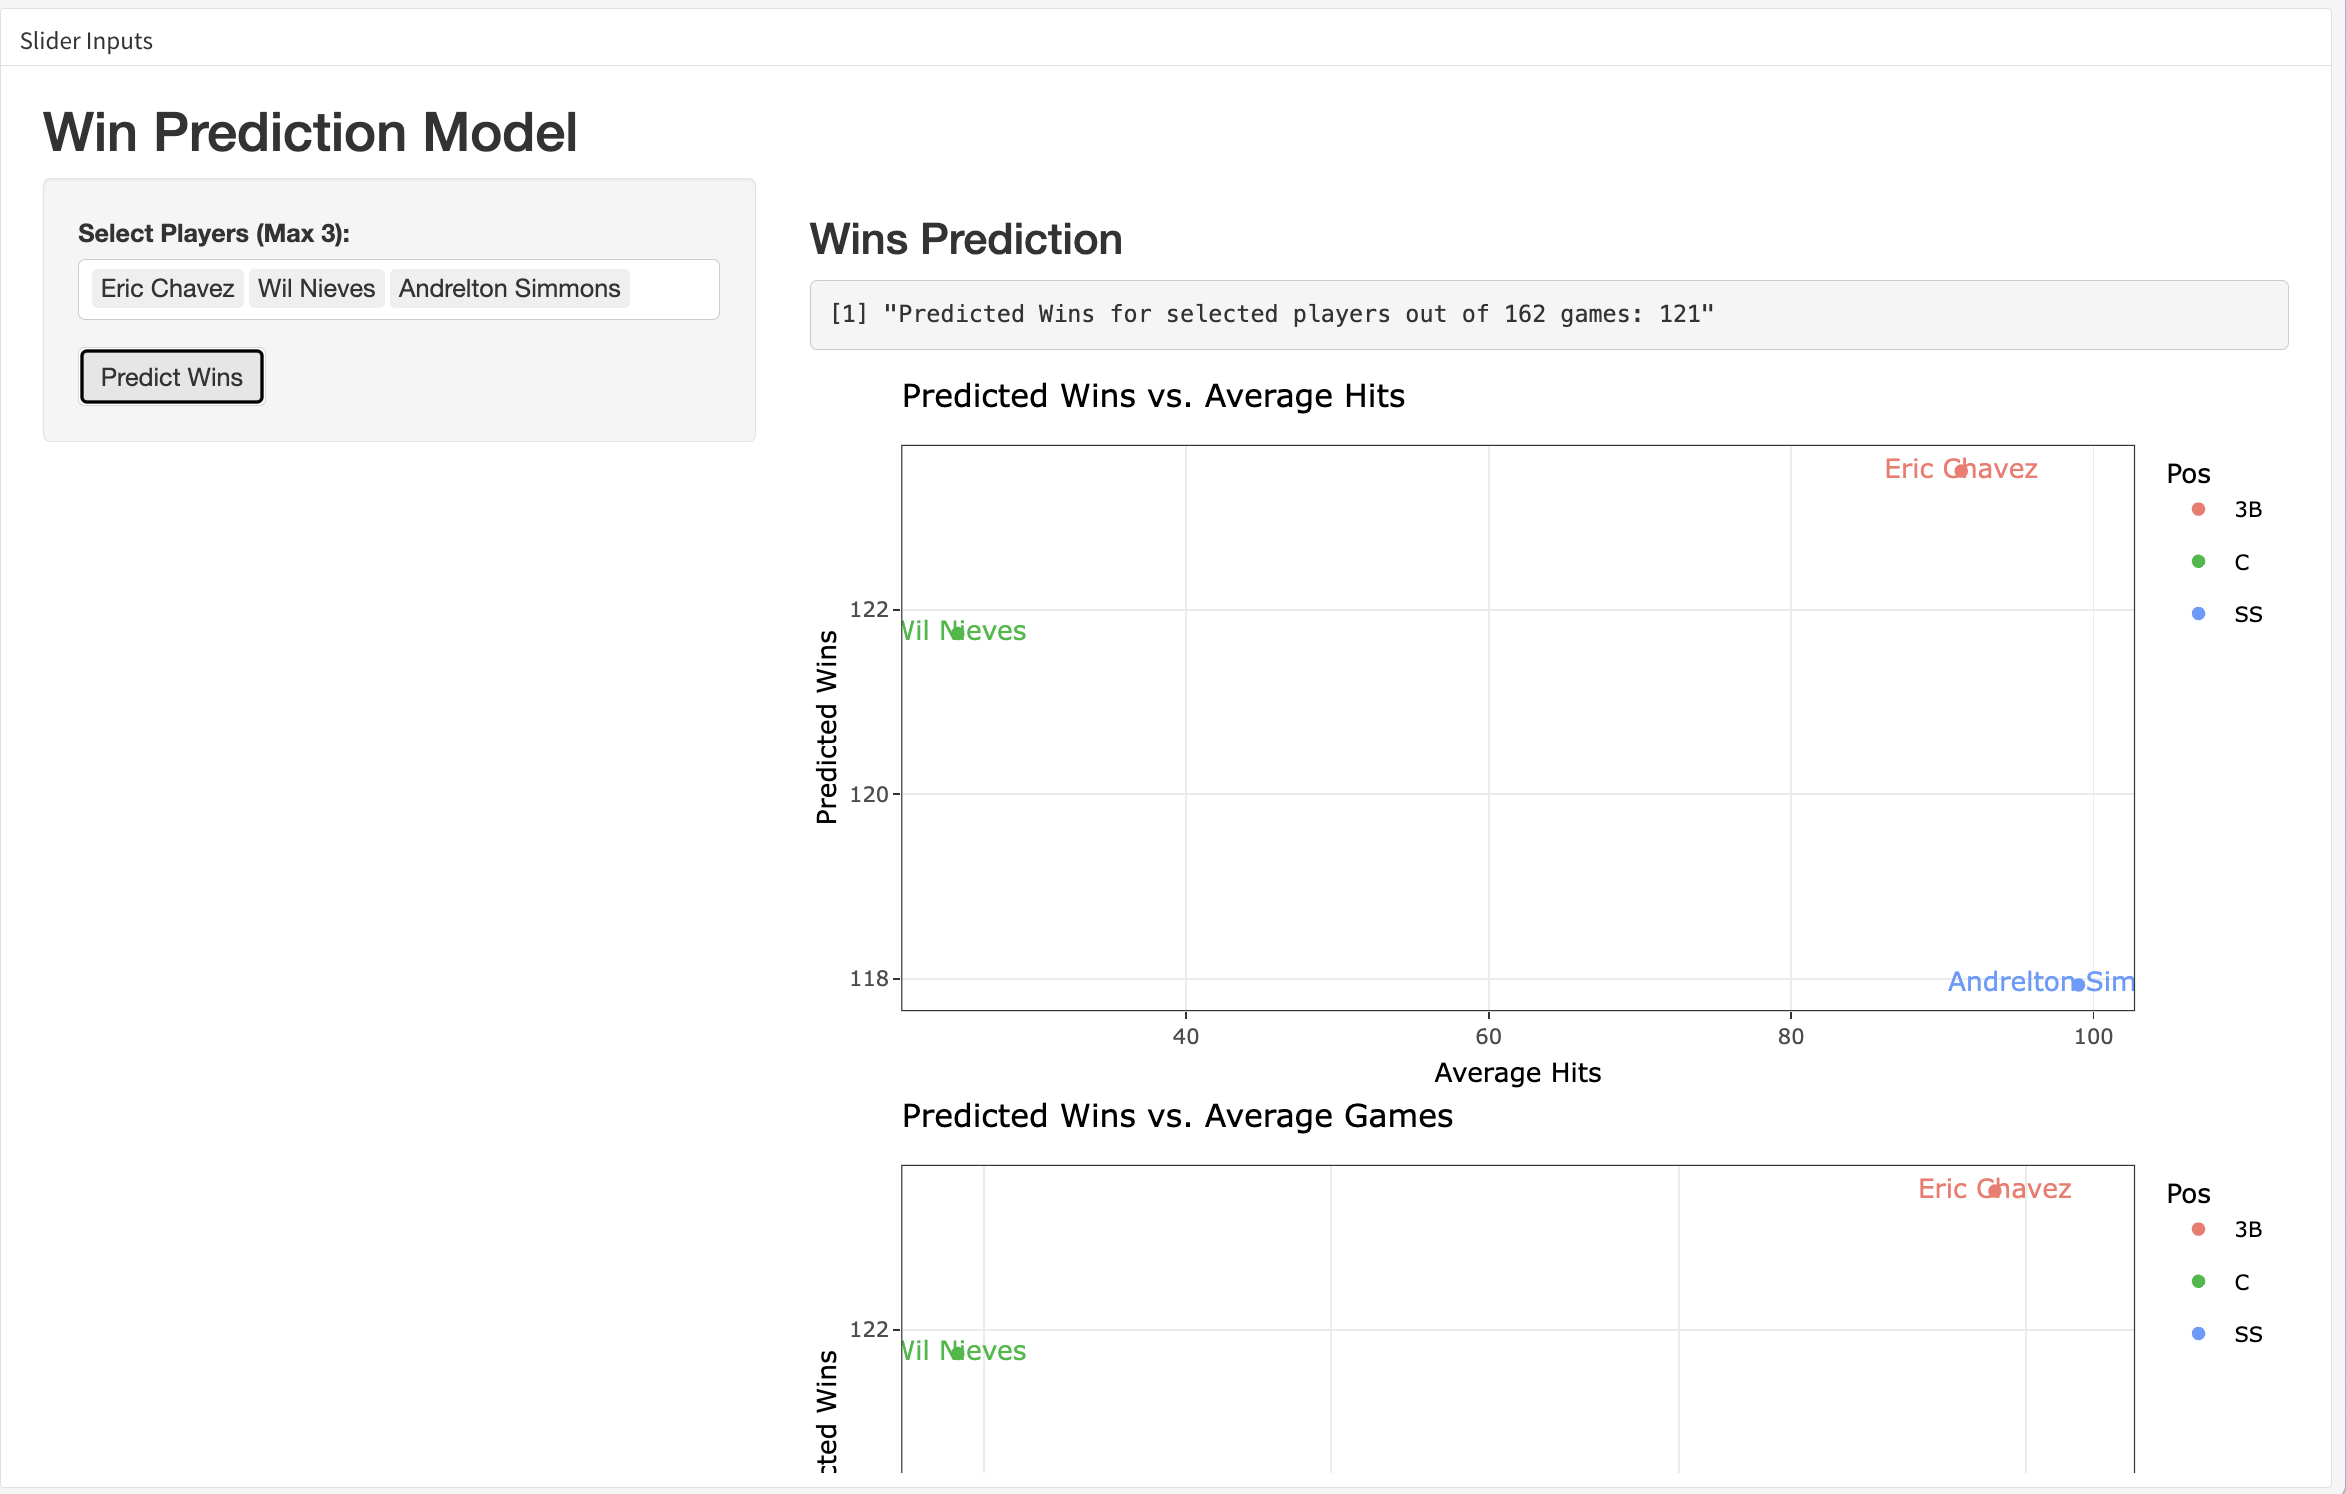 Slider Inputs
Win Prediction Model
Select Players (Max 3):
Eric Chavez Wil Nieves Andrelton Simmons
Predict Wins
Wins Prediction
[1] "Predicted Wins for selected players out of 162 games: 121"
Predicted Wins vs. Average Hits
Eric Chavez
Wil Nieves
Andrelton Sim
122
120
118
Predicted Wins
40 60 80 100
Average Hits
Pos
3B
C
SS
Predicted Wins vs. Average Games
Eric Chavez
Wil Nieves
122
cted Wins
Pos
3B
C
SS